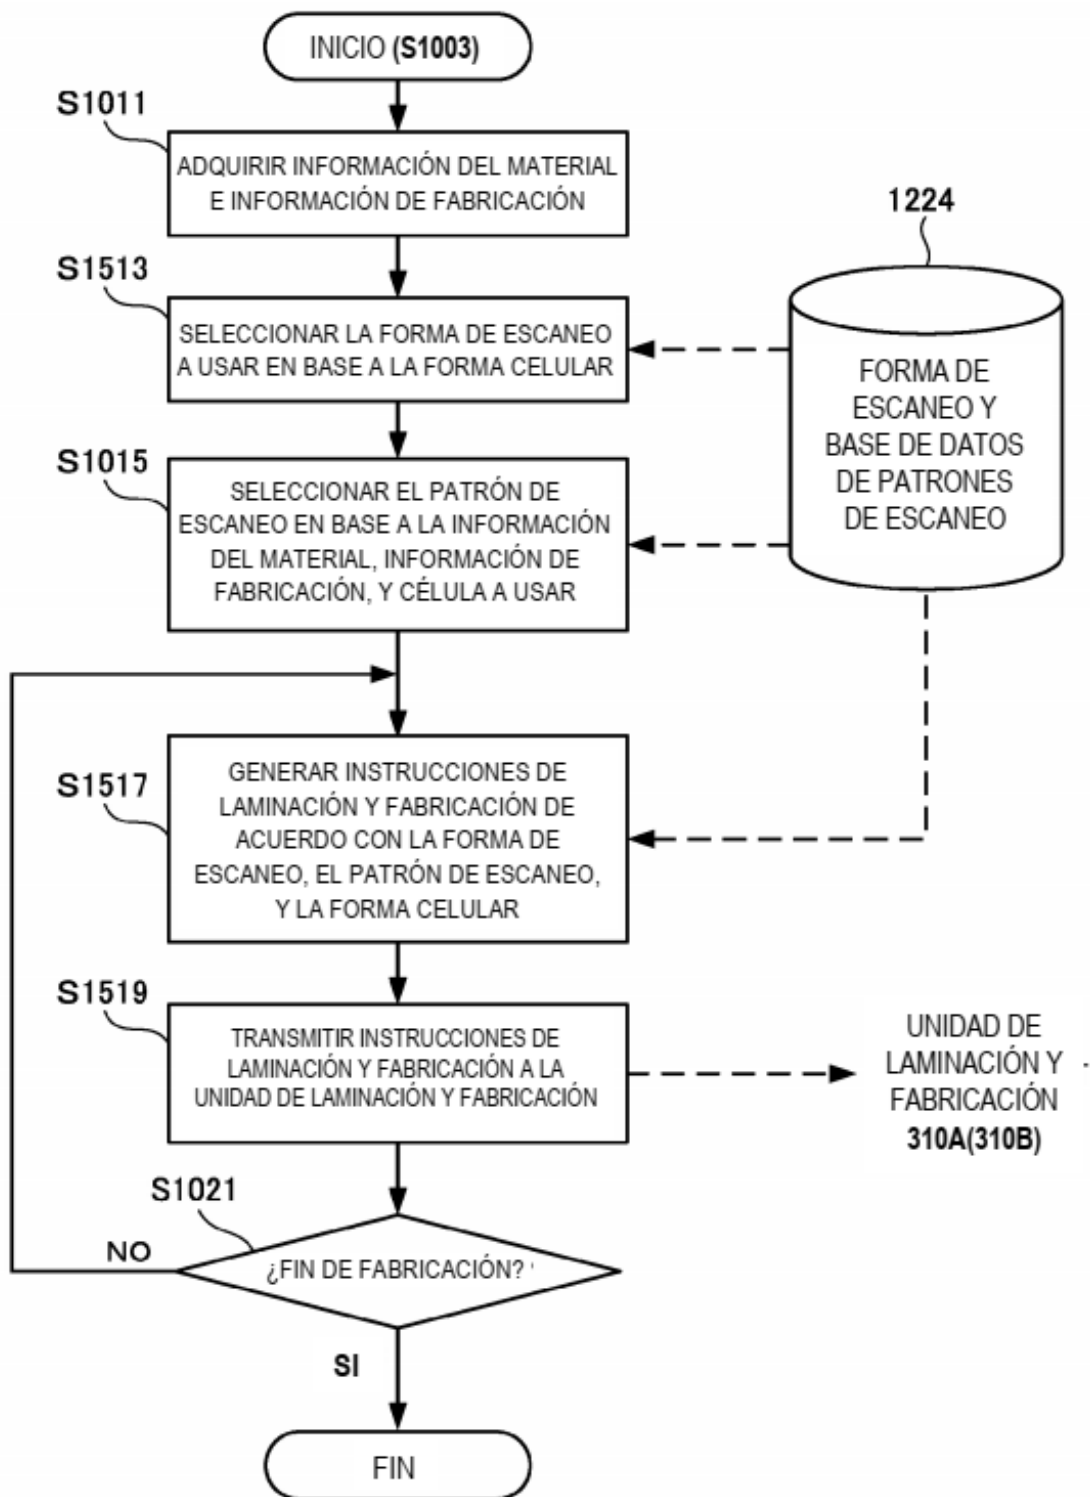 INICIO (S1003)
S1011
ADQUIRIR INFORMACIÓN DEL MATERIAL
E INFORMACIÓN DE FABRICACIÓN
S1513
SELECCIONAR LA FORMA DE ESCANEO
A USAR EN BASE A LA FORMA CELULAR
1224
FORMA DE
ESCANEO Y
BASE DE DATOS
DE PATRONES
DE ESCANEO
S1015
SELECCIONAR EL PATRÓN DE
ESCANEO EN BASE A LA INFORMACIÓN
DEL MATERIAL, INFORMACIÓN DE
FABRICACIÓN, Y CÉLULA A USAR
S1517
GENERAR INSTRUCCIONES DE
LAMINACIÓN Y FABRICACIÓN DE
ACUERDO CON LA FORMA DE
ESCANEO, EL PATRÓN DE ESCANEO,
Y LA FORMA CELULAR
S1519
TRANSMITIR INSTRUCCIONES DE
LAMINACIÓN Y FABRICACIÓN A LA
UNIDAD DE LAMINACIÓN Y FABRICACIÓN
UNIDAD DE
LAMINACIÓN Y
FABRICACIÓN
310A(310B)
S1021
NO
¿FIN DE FABRICACIÓN?
SI
FIN